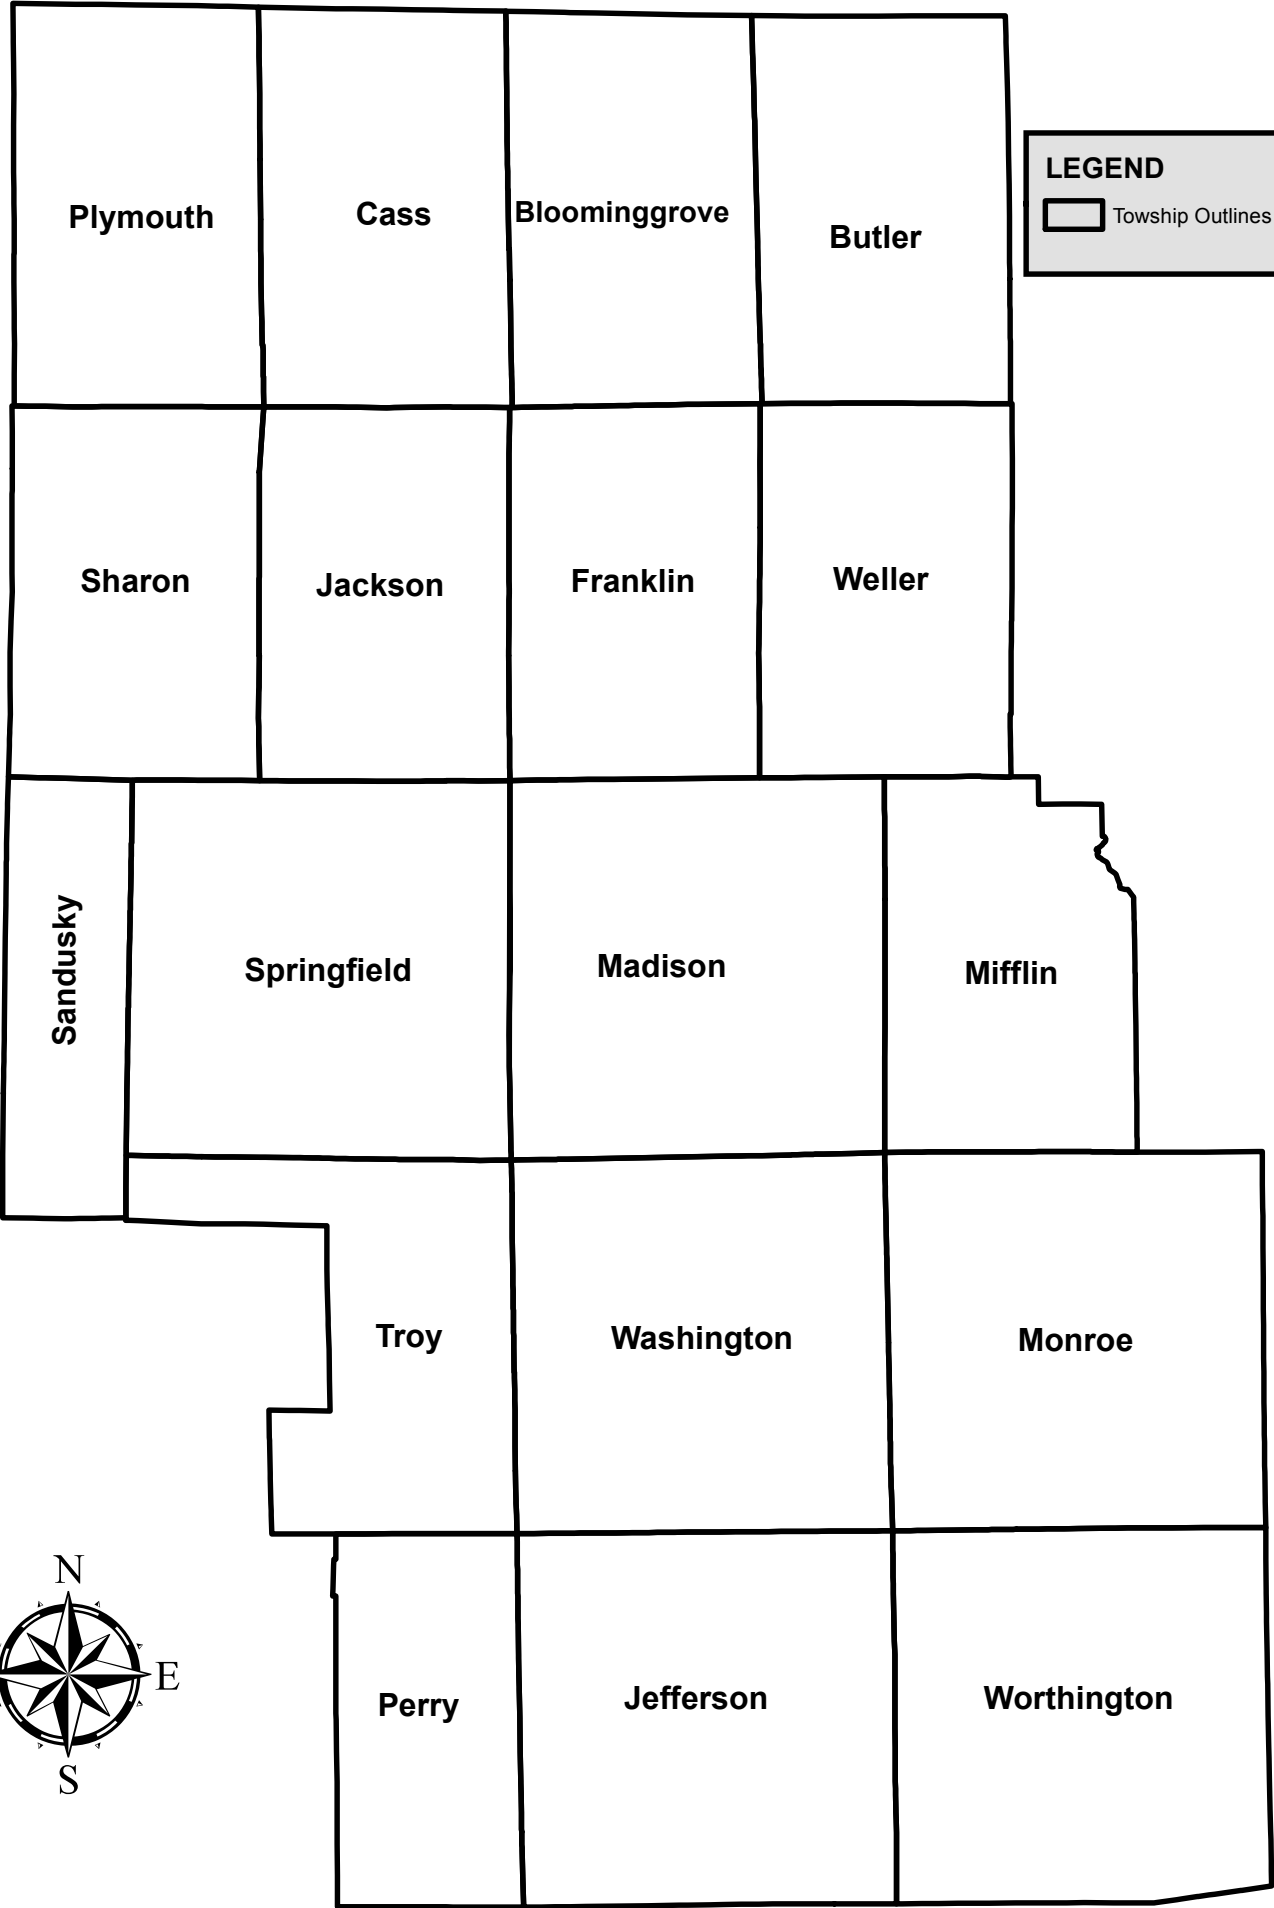 Plymouth
Cass
Bloominggrove
Butler
LEGEND
Towship Outlines
Sharon
Jackson
Franklin
Weller
Sandusky
Springfield
Madison
Mifflin
Troy
Washington
Monroe
N
E
S
Perry
Jefferson
Worthington